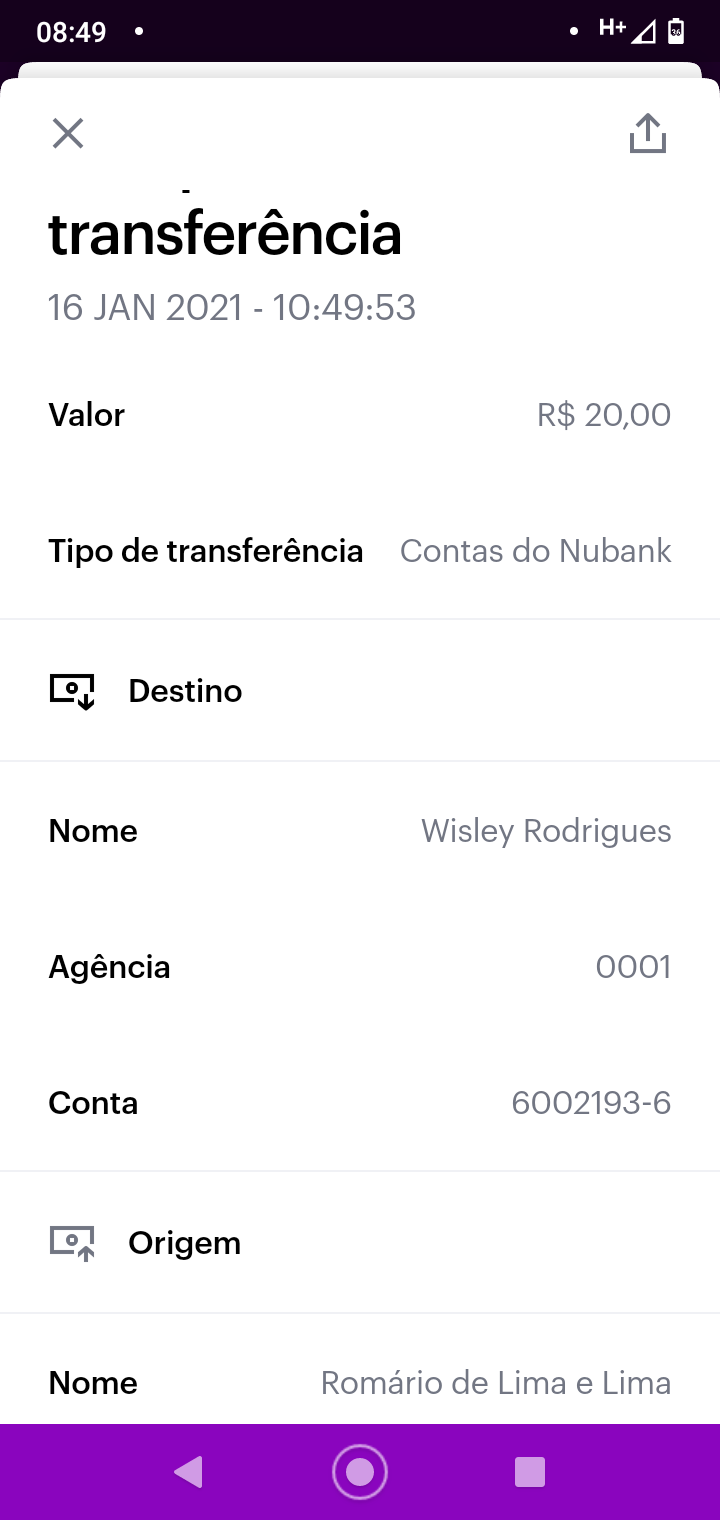 08:49
H+
36
transferência
16 JAN 2021 - 10:49:53
Valor R$ 20,00
Tipo de transferência Contas do Nubank
Destino
Nome Wisley Rodrigues
Agência 0001
Conta 6002193-6
Origem
Nome Romário de Lima e Lima